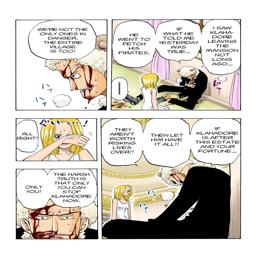 I SAW
KLAHA-
DORE
LEAVING
THE
MANSION
NOT
LONG
AGO...
IF
WHAT HE
TOLD ME
YESTERDAY
WAS
TRUE...
HE
WENT TO
FETCH
HIS
PIRATES.
WE'RE NOT THE
ONLY ONES IN
DANGER.
THE ENTIRE
VILLAGE
IS TOO!
IF
KLAHADORE
IS AFTER
THIS ESTATE
AND YOUR
FORTUNE...
THEN
LET HIM
HAVE IT
ALL!!
THEY
AREN'T
WORTH
RISKING
LIVES
OVER!!
ALL
RIGHT!
THE HARSH
TRUTH IS
THAT ONLY
YOU CAN
STOP
KLAHADORE
NOW.
ONLY
YOU!